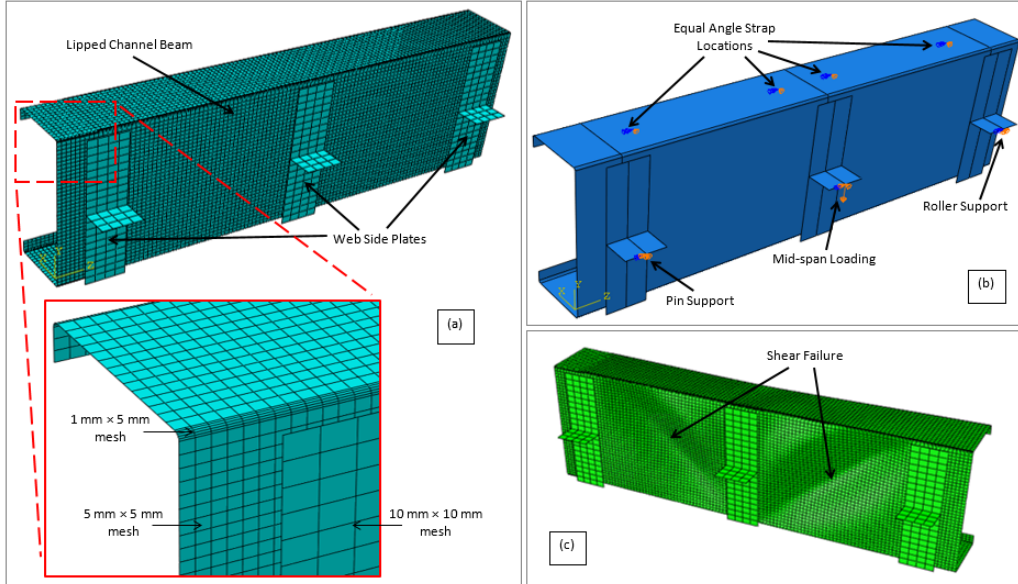 Lipped Channel Beam
Web Side Plates
(a)
1 mm × 5 mm
mesh
5 mm × 5 mm
mesh
10 mm × 10 mm
mesh
Y
Z
Equal Angle Strap
Locations
Roller Support
Mid-span Loading
Pin Support
(b)
X
Y
Z
Shear Failure
(c)